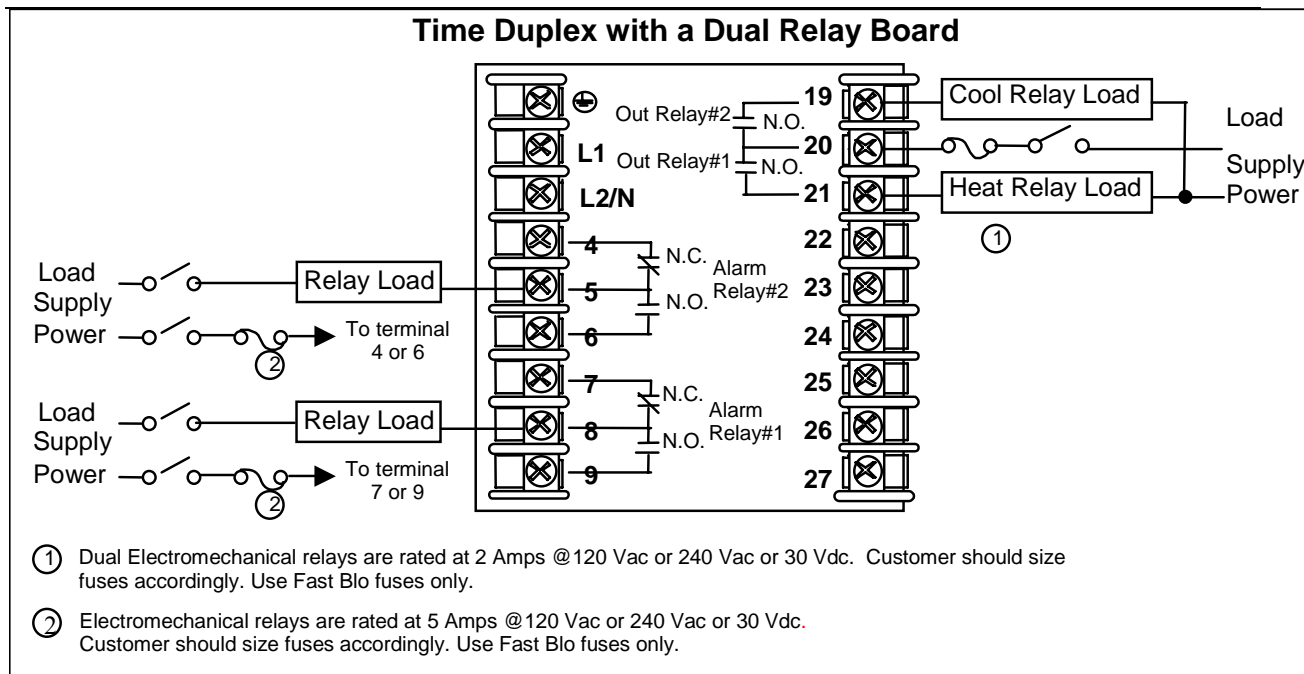 Time Duplex with a Dual Relay Board
L1
L2/N
4
5
6
7
8
9
N.C.
N.O.
Alarm
Relay#2
N.C.
N.O.
Alarm
Relay#1
Out Relay#2
N.O.
Out Relay#1
N.O.
19
20
21
22
23
24
25
26
27
Cool Relay Load
Heat Relay Load
1
Load
Supply
Power
Load
Supply
Power
Relay Load
2
To terminal
4 or 6
Load
Supply
Power
Relay Load
2
To terminal
7 or 9
1 Dual Electromechanical relays are rated at 2 Amps @120 Vac or 240 Vac or 30 Vdc. Customer should size
fuses accordingly. Use Fast Blo fuses only.
2 Electromechanical relays are rated at 5 Amps @120 Vac or 240 Vac or 30 Vdc.
Customer should size fuses accordingly. Use Fast Blo fuses only.